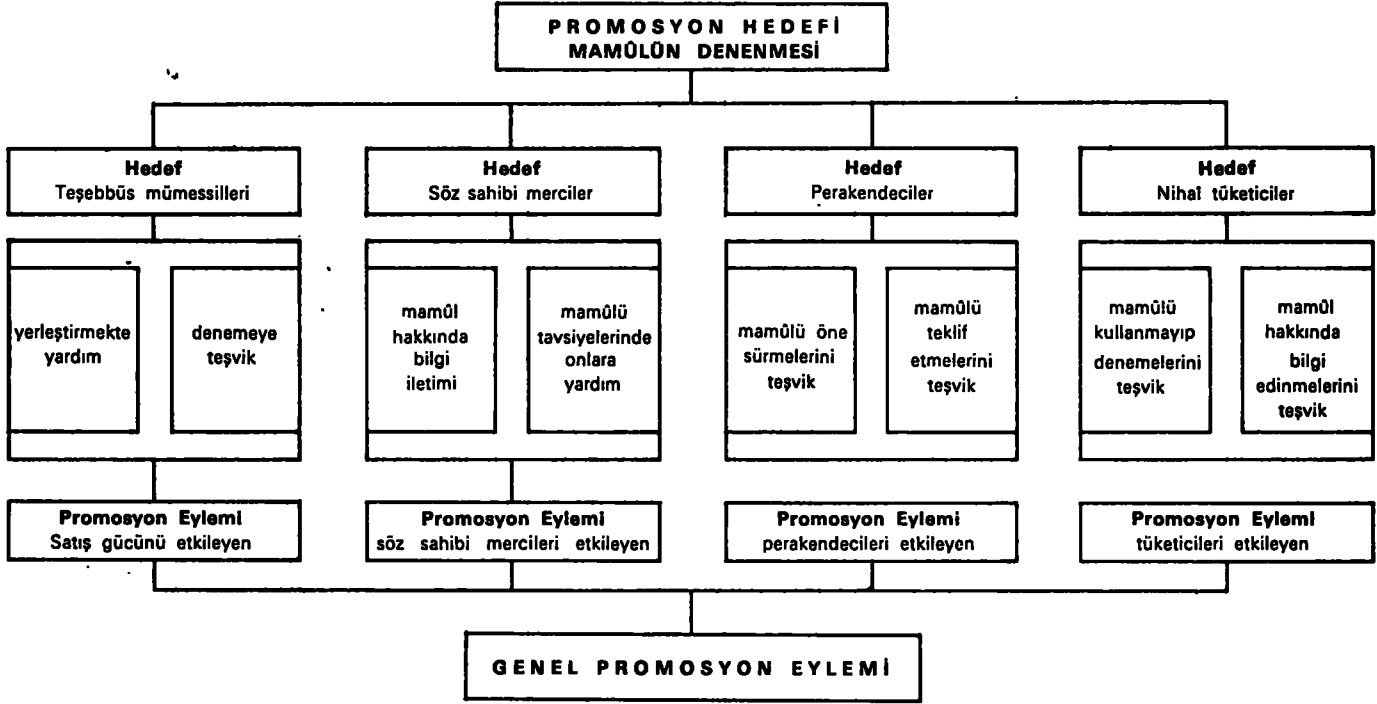 PROMOSYON HEDEFİ
MAMÛLÜN DENENMESİ
Hedef
Teşebbüs mümessilleri
Hedef
Söz sahibi merciler
Hedef
Perakendeciler
Hedef
Nihaî tüketiciler
yerleştirmekte
yardım
denemeye
teşvik
mamûl
hakkında
bilgi
iletimi
mamûlü
tavsiyelerinde
onlara
yardım
mamûlü öne
sürmelerini
teşvik
mamûlü
teklif
etmelerini
teşvik
mamûlü
kullanmayıp
denemelerini
teşvik
mamûl
hakkında
bilgi
edinmelerini
teşvik
Promosyon Eylemi
Satış gücünü etkileyen
Promosyon Eylemi
söz sahibi mercileri etkileyen
Promosyon Eylemi
perakendecileri etkileyen
Promosyon Eylemi
tüketicileri etkileyen
GENEL PROMOSYON EYLEMİ